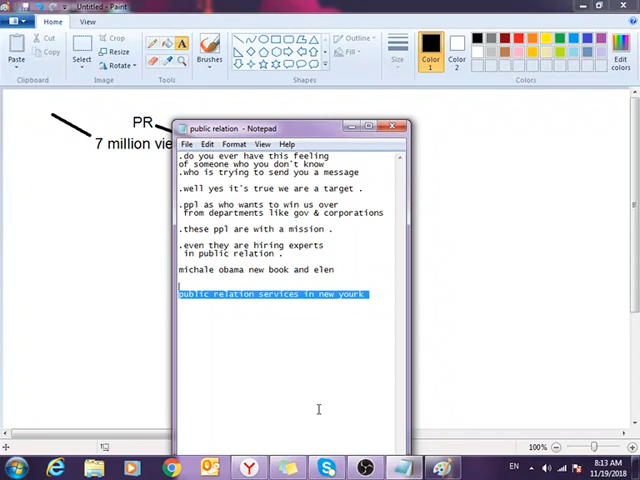 Untitled - Paint
Home
View
Paste
Cut
Copy
Clipboard
Select
Crop
Resize
Rotate
Image
Tools
Brushes
Shapes
Outline
Fill
Size
Color 1
Color 2
Colors
Edit colors
PR
7 million vie
public relation - Notepad
File Edit Format View Help
.do you ever have this feeling
of someone who you don't know
.who is trying to send you a message
.well yes it's true we are a target .
.ppl as who wants to win us over
from departments like gov & corporations
.these ppl are with a mission .
.even they are hiring experts
in public relation .
michale obama new book and elen
public relation services in new yourk
100%
EN
8:13 AM
11/19/2018